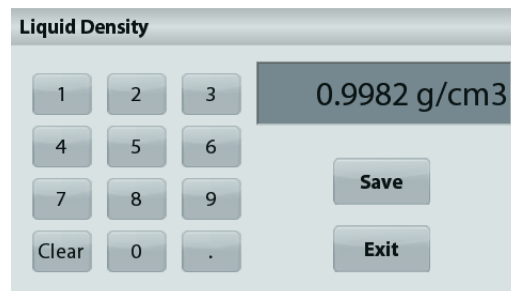 Liquid Density
1 2 3 0.9982 g/cm3
4 5 6
7 8 9 Save
Clear 0 . Exit